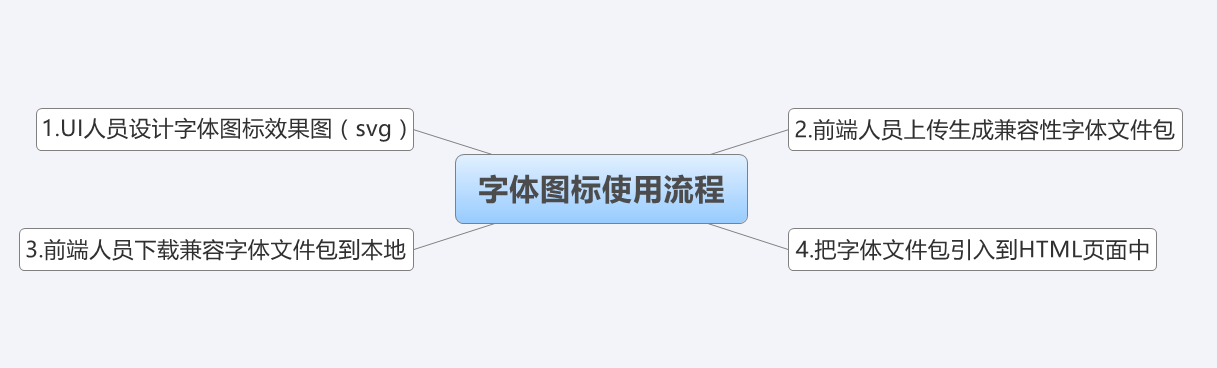 1.UI人员设计字体图标效果图（svg）
2.前端人员上传生成兼容性字体文件包
字体图标使用流程
3.前端人员下载兼容字体文件包到本地
4.把字体文件包引入到HTML页面中